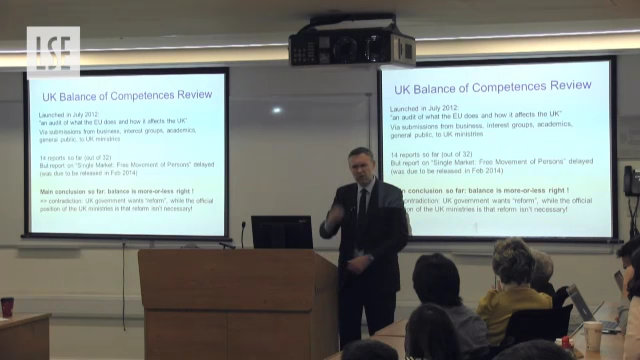 LSE
UK Balance of Competences Review
Launched in July 2012:
"an audit of what the EU does and how it affects the UK"
Via submissions from business, interest groups, academics,
general public, to UK ministries
14 reports so far (out of 32)
But report on "Single Market: Free Movement of Persons" delayed
(was due to be released in Feb 2014)
Main conclusion so far: balance is more-or-less right !
=> contradiction: UK government wants "reform", while the official
position of the UK ministries is that reform isn't necessary!
UK Balance of Competences Review
Launched in July 2012:
"an audit of what the EU does and how it affects the UK"
Via submissions from business, interest groups, academics,
general public, to UK ministries
14 reports so far (out of 32)
But report on "Single Market: Free Movement of Persons" delayed
(was due to be released in Feb 2014)
Main conclusion so far: balance is more-or-less right !
contradiction: UK government wants "reform", while the official
position of the UK ministries is that reform isn't necessary!